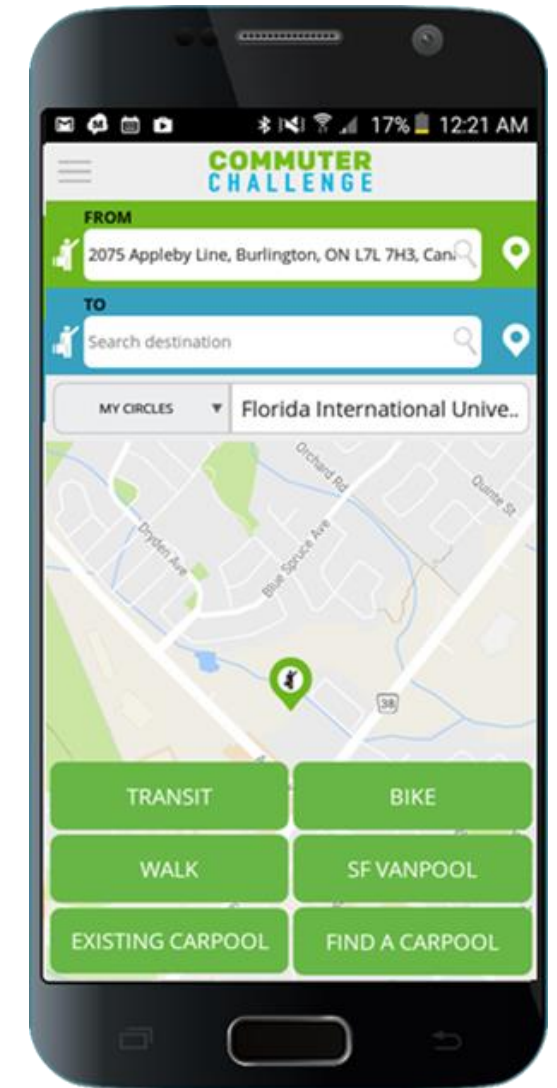 17% 12:21 AM
COMMUTER
CHALLENGE
FROM
2075 Appleby Line, Burlington, ON L7L 7H3, Can
TO
Search destination
MY CIRCLES Florida International Unive..
Orchard Rd
Quinte St
Dryden Ave
Blue Spruce Ave
38
TRANSIT BIKE
WALK SF VANPOOL
EXISTING CARPOOL FIND A CARPOOL